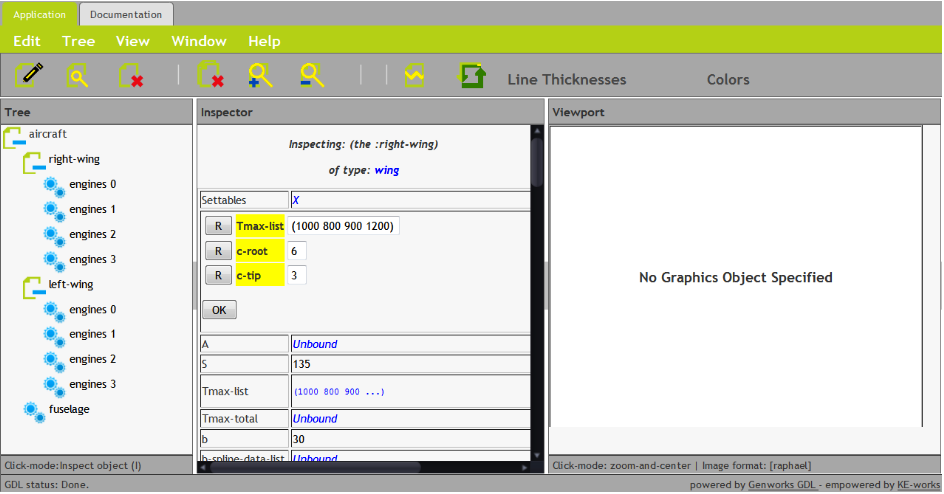 Application Documentation
Edit Tree View Window Help
Line Thicknesses Colors
Tree
aircraft
right-wing
engines 0
engines 1
engines 2
engines 3
left-wing
engines 0
engines 1
engines 2
engines 3
fuselage
Click-mode:Inspect object (I)
Inspector
Inspecting: (the :right-wing)
of type: wing
Settables X
R Tmax-list (1000 800 900 1200)
R c-root 6
R c-tip 3
OK
A Unbound
S 135
Tmax-list (1000 800 900 ...)
Tmax-total Unbound
b 30
b-spline-data-list Unbound
Viewport
No Graphics Object Specified
Click-mode: zoom-and-center | Image format: [raphael]
GDL status: Done.
powered by Genworks GDL - empowered by KE-works